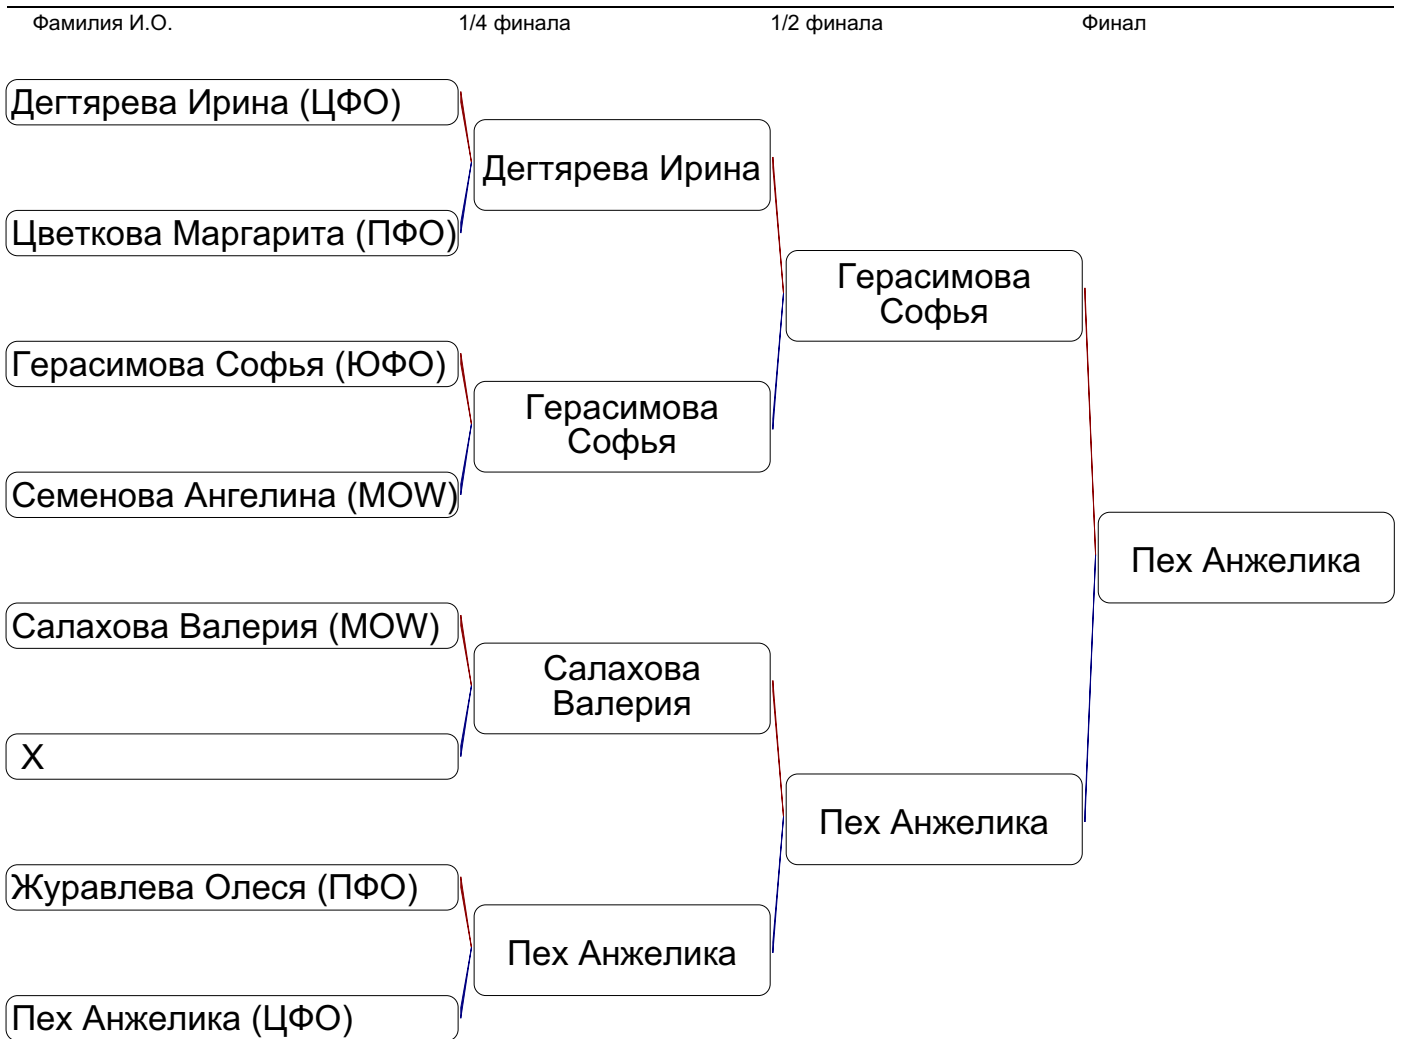 Фамилия И.О. 1/4 финала 1/2 финала Финал
Дегтярева Ирина (ЦФО)
Дегтярева Ирина
Цветкова Маргарита (ПФО)
Герасимова
Софья
Герасимова Софья (ЮФО)
Герасимова
Софья
Семенова Ангелина (MOW)
Пех Анжелика
Салахова Валерия (MOW)
Салахова
Валерия
X
Пех Анжелика
Журавлева Олеся (ПФО)
Пех Анжелика
Пех Анжелика (ЦФО)